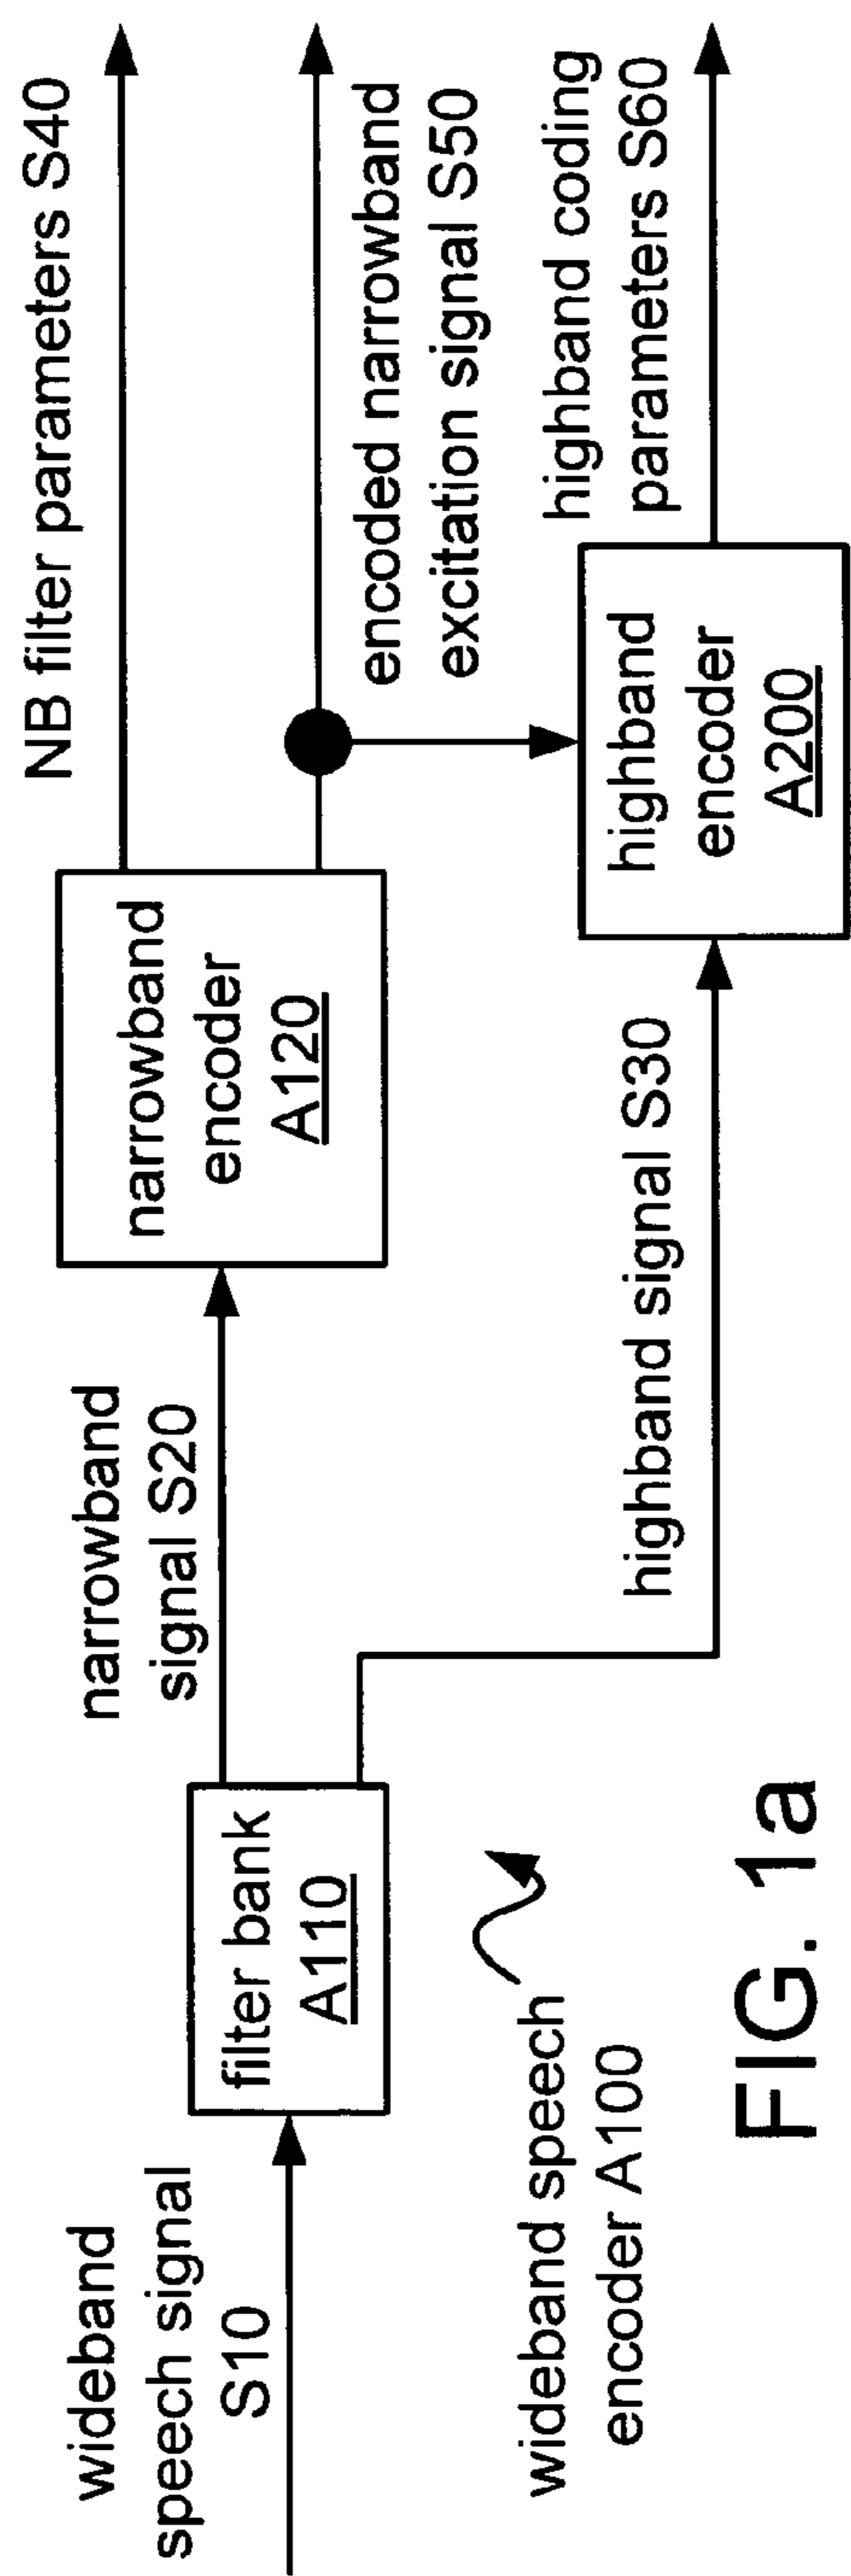 wideband
speech signal
S10
filter bank
A110
narrowband
signal S20
narrowband
encoder
A120
NB filter parameters S40
encoded narrowband
excitation signal S50
highband signal S30
highband
encoder
A200
highband coding
parameters S60
wideband speech
encoder A100
FIG. 1a